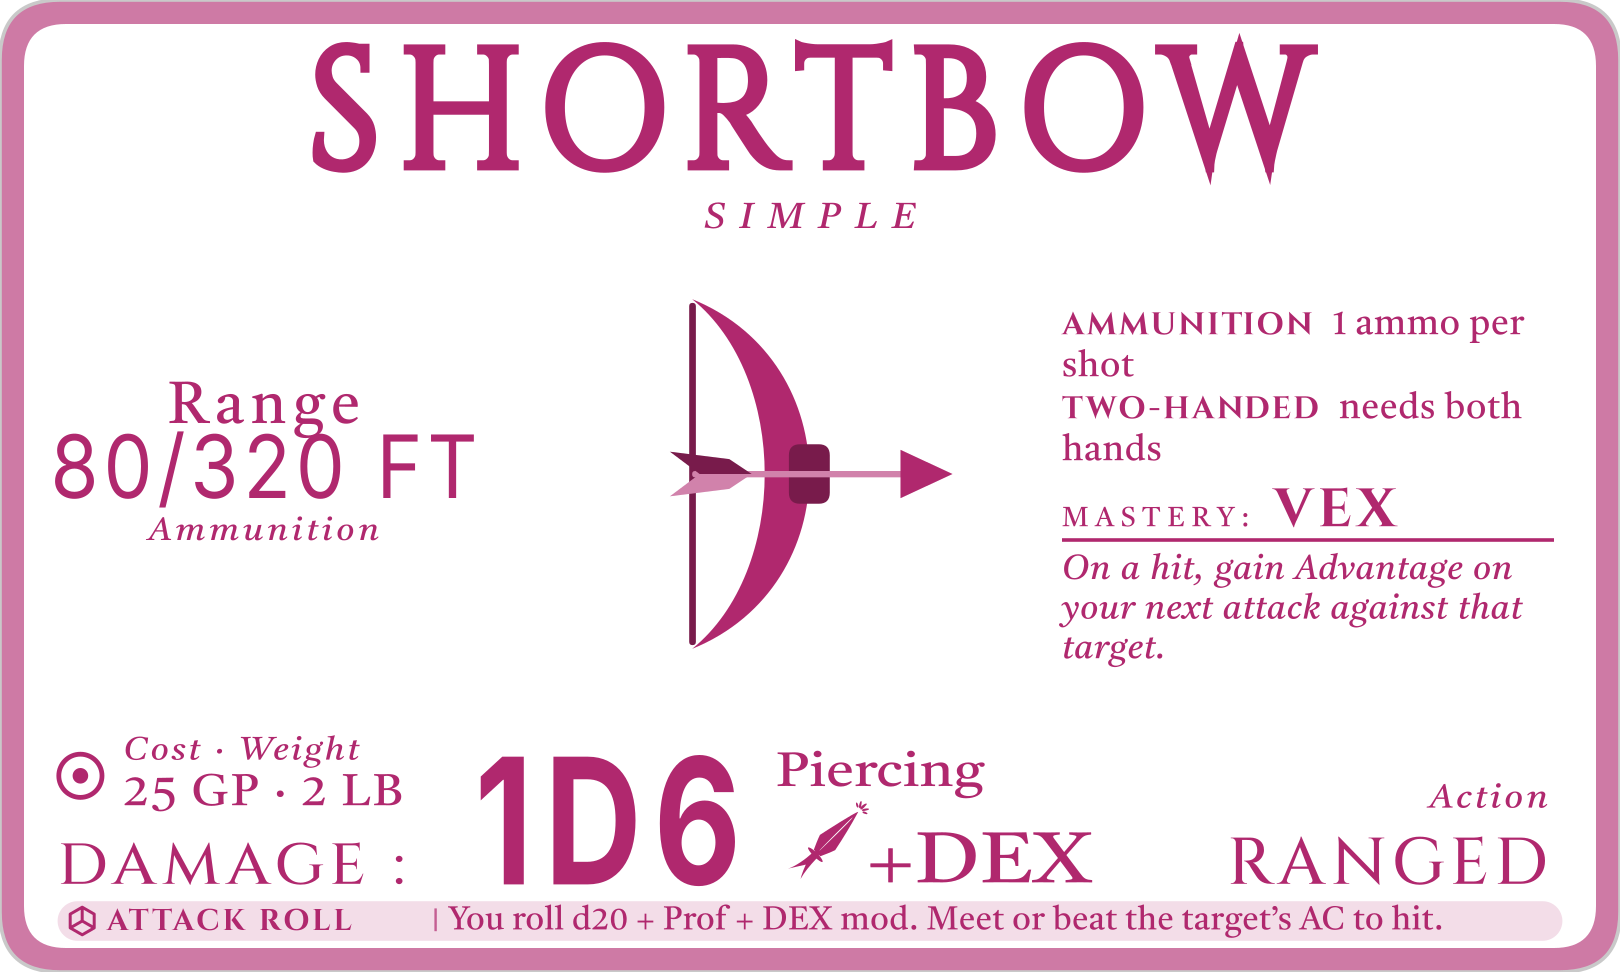 SHORTBOW
SIMPLE
Range
80/320 FT
Ammunition
AMMUNITION 1 ammo per
shot
TWO-HANDED needs both
hands
MASTERY: VEX
On a hit, gain Advantage on
your next attack against that
target.
Cost · Weight
25 GP · 2 LB
DAMAGE :
1D6
Piercing
+DEX
Action
RANGED
ATTACK ROLL | You roll d20 + Prof + DEX mod. Meet or beat the target’s AC to hit.